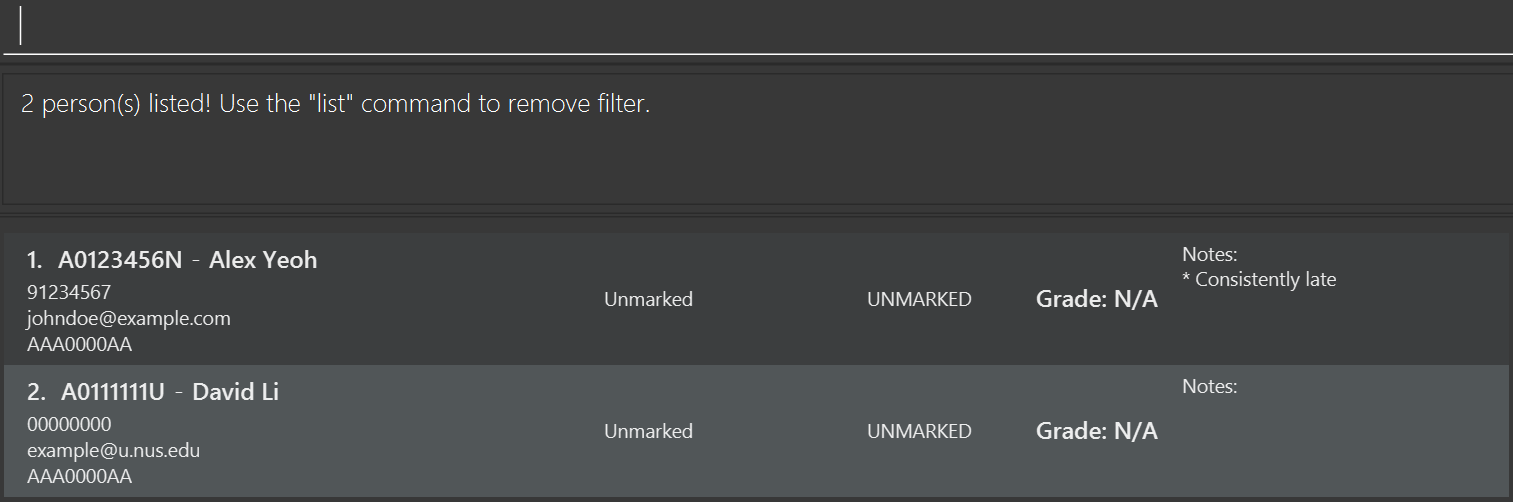 2 person(s) listed! Use the "list" command to remove filter.
1. A0123456N - Alex Yeoh
91234567
johndoe@example.com
AAA0000AA
Unmarked
UNMARKED
Grade: N/A
Notes:
* Consistently late
2. A0111111U - David Li
00000000
example@u.nus.edu
AAA0000AA
Unmarked
UNMARKED
Grade: N/A
Notes: